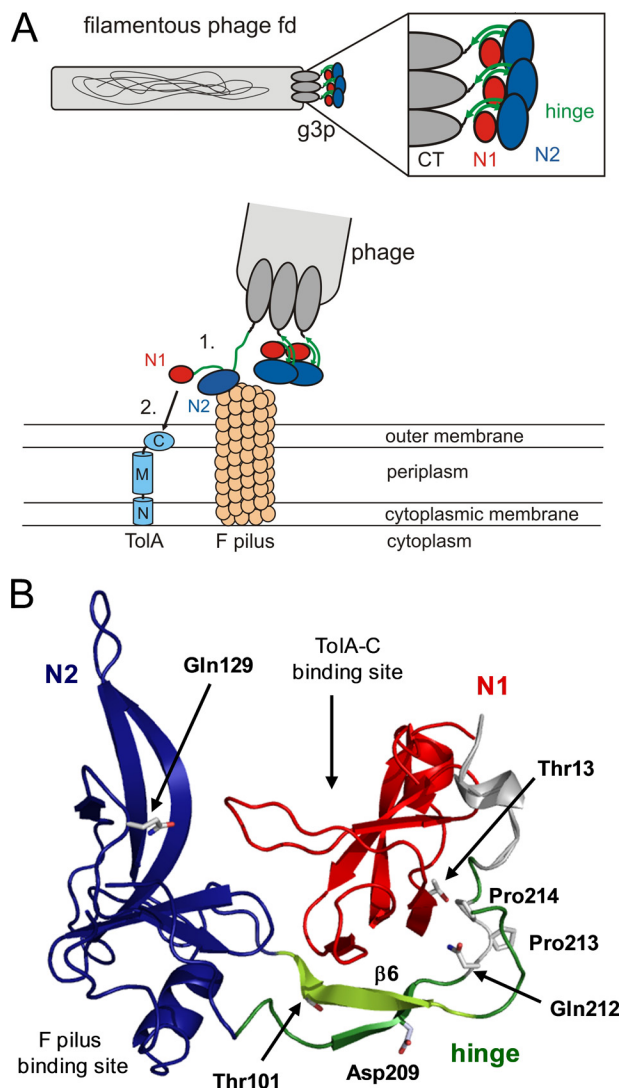 A
filamentous phage fd
g3p
hinge
CT
N1
N2
phage
1.
N1
N2
2.
C
outer membrane
M
periplasm
N
cytoplasmic membrane
TolA
F pilus
cytoplasm
B
N2
Gln129
TolA-C
binding site
N1
Thr13
Pro214
Pro213
β6
Gln212
F pilus
binding site
Thr101
Asp209
hinge